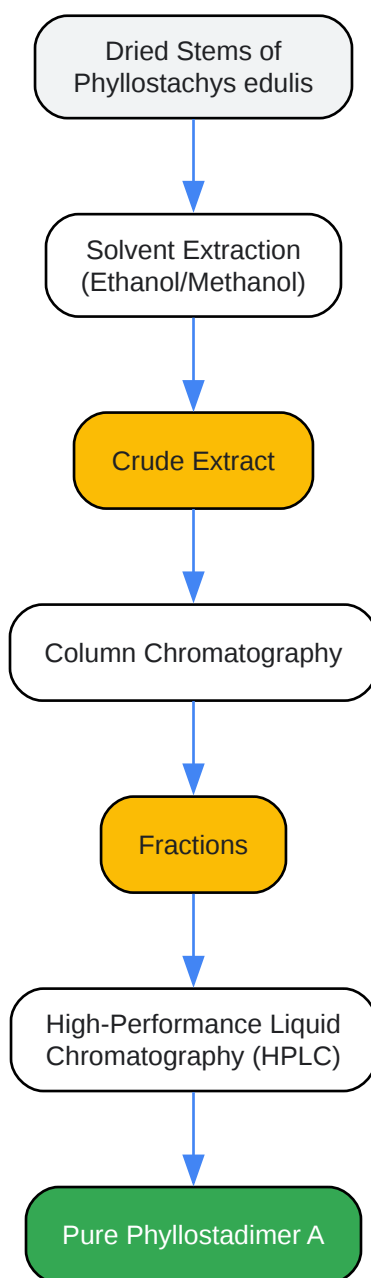 Dried Stems of
Phyllostachys edulis
Solvent Extraction
(Ethanol/Methanol)
Crude Extract
Column Chromatography
Fractions
High-Performance Liquid
Chromatography (HPLC)
Pure Phyllostadimer A